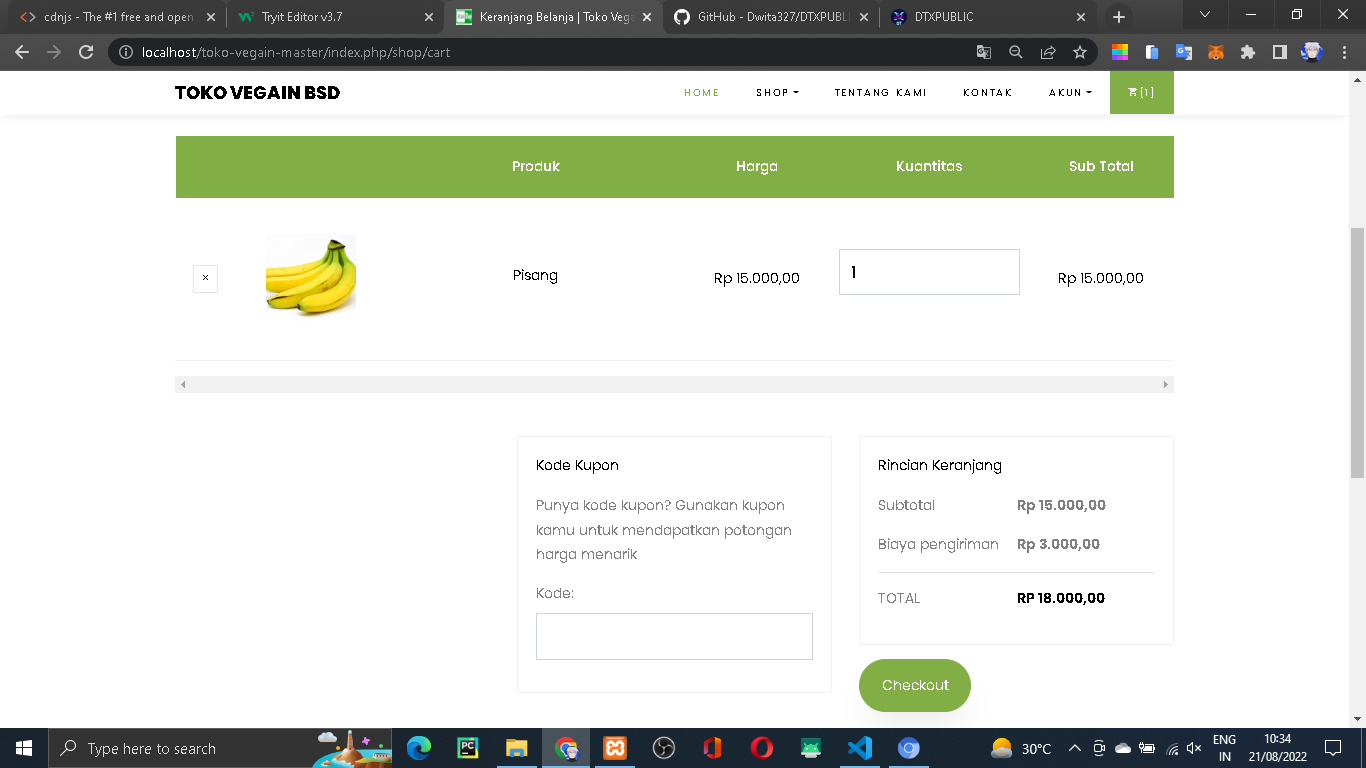 cdnjs - The #1 free and open
Tryit Editor v3.7
Keranjang Belanja | Toko Vega
GitHub - Dwita327/DTXPUBLI
DTXPUBLIC
localhost/toko-vegain-master/index.php/shop/cart
TOKO VEGAIN BSD
HOME
SHOP
TENTANG KAMI
KONTAK
AKUN
[1]
Produk
Harga
Kuantitas
Sub Total
×
Pisang
Rp 15.000,00
1
Rp 15.000,00
Kode Kupon
Punya kode kupon? Gunakan kupon
kamu untuk mendapatkan potongan
harga menarik
Kode:
Rincian Keranjang
Subtotal Rp 15.000,00
Biaya pengiriman Rp 3.000,00
TOTAL RP 18.000,00
Checkout
Type here to search
30°C
ENG
IN
10:34
21/08/2022